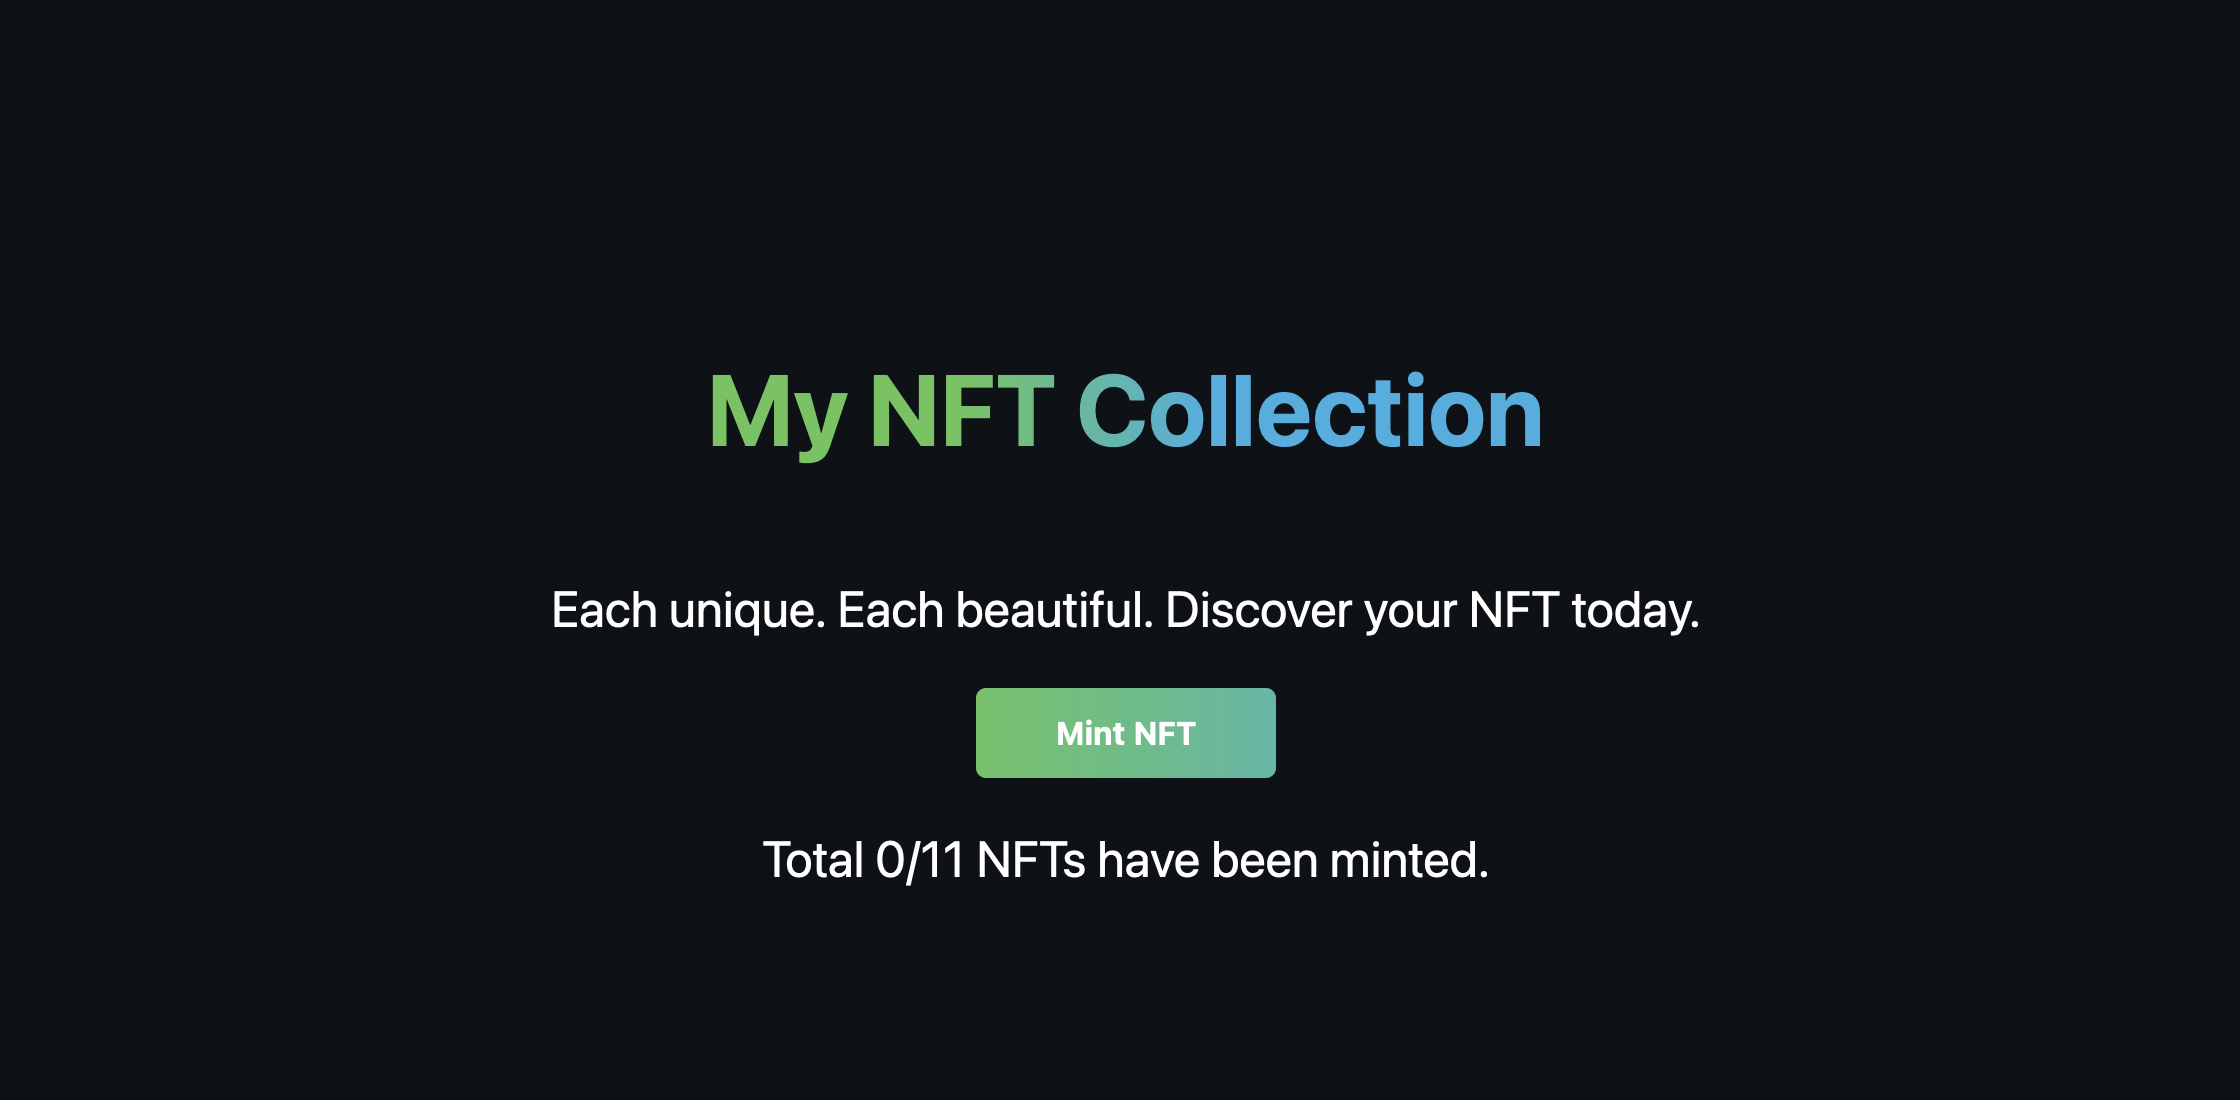 My NFT Collection
Each unique. Each beautiful. Discover your NFT today.
Mint NFT
Total 0/11 NFTs have been minted.